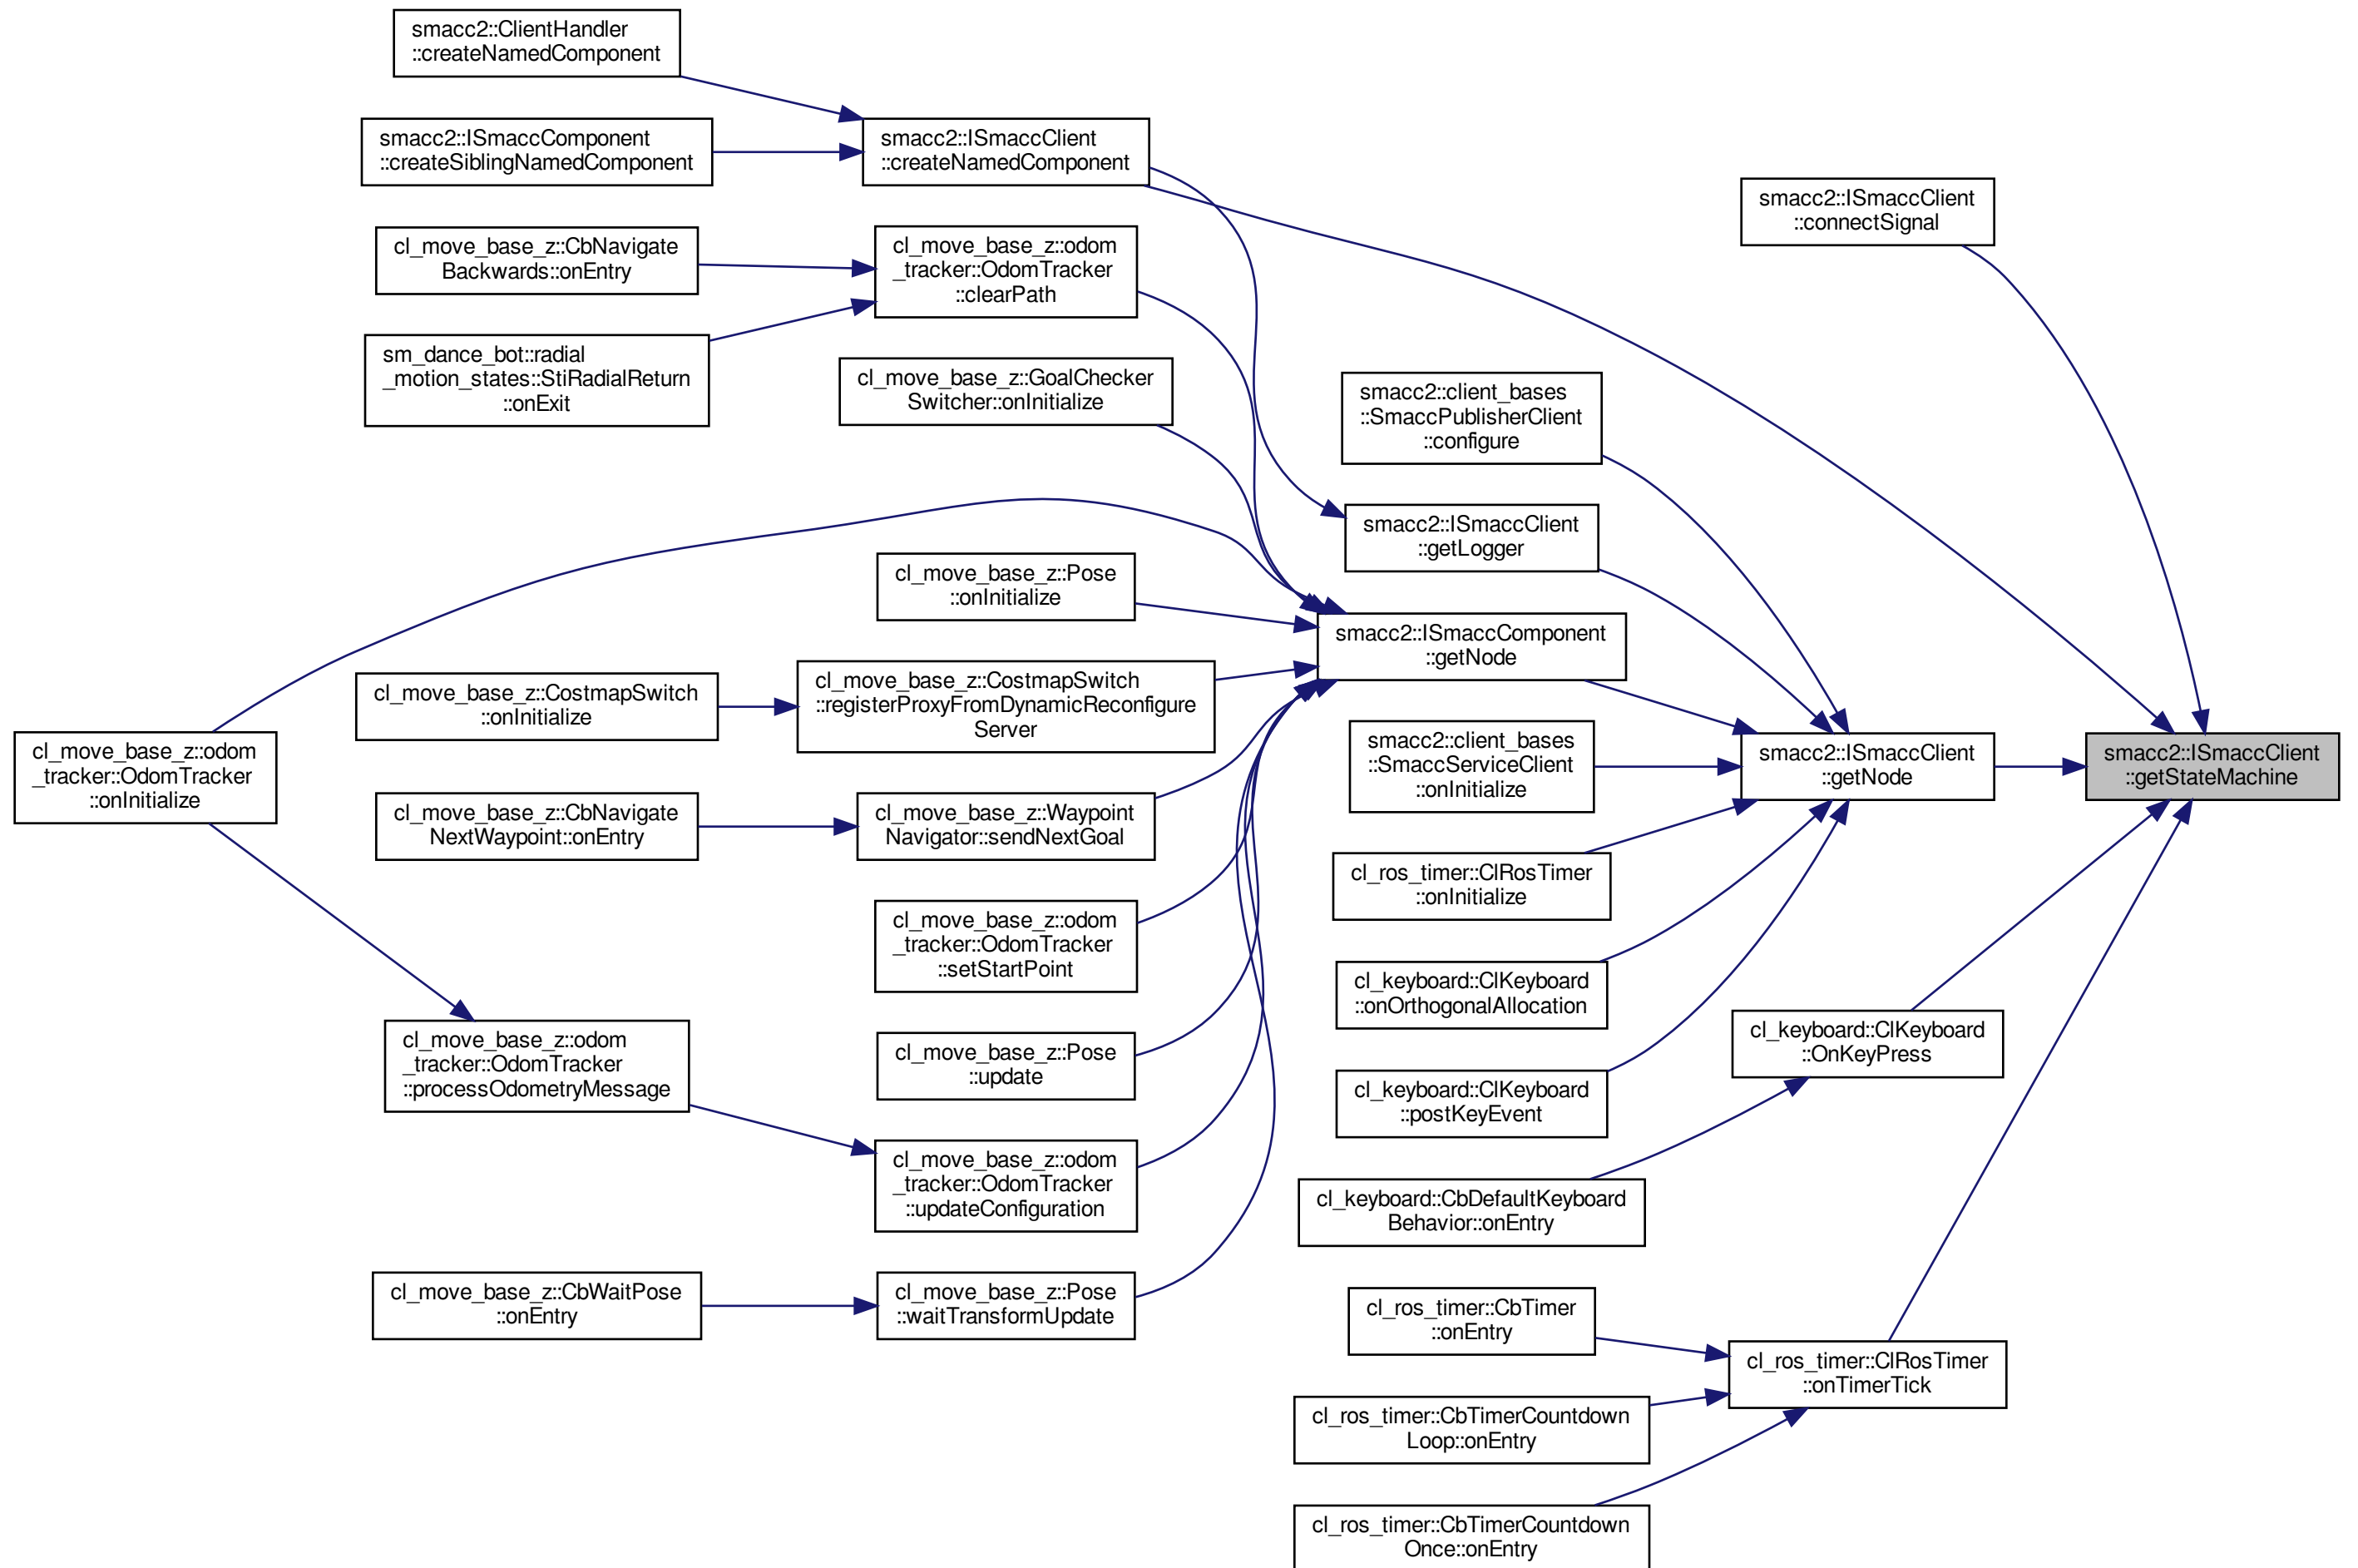 smacc2::ClientHandler
::createNamedComponent
smacc2::ISmaccComponent
::createSiblingNamedComponent
smacc2::ISmaccClient
::createNamedComponent
smacc2::ISmaccClient
::connectSignal
cl_move_base_z::CbNavigate
Backwards::onEntry
cl_move_base_z::odom
_tracker::OdomTracker
::clearPath
sm_dance_bot::radial
_motion_states::StiRadialReturn
::onExit
cl_move_base_z::GoalChecker
Switcher::onInitialize
smacc2::client_bases
::SmaccPublisherClient
::configure
smacc2::ISmaccClient
::getLogger
cl_move_base_z::Pose
::onInitialize
smacc2::ISmaccComponent
::getNode
cl_move_base_z::CostmapSwitch
::onInitialize
cl_move_base_z::CostmapSwitch
::registerProxyFromDynamicReconfigure
Server
cl_move_base_z::odom
_tracker::OdomTracker
::onInitialize
smacc2::client_bases
::SmaccServiceClient
::onInitialize
smacc2::ISmaccClient
::getNode
smacc2::ISmaccClient
::getStateMachine
cl_move_base_z::CbNavigate
NextWaypoint::onEntry
cl_move_base_z::Waypoint
Navigator::sendNextGoal
cl_ros_timer::ClRosTimer
::onInitialize
cl_move_base_z::odom
_tracker::OdomTracker
::setStartPoint
cl_keyboard::ClKeyboard
::onOrthogonalAllocation
cl_keyboard::ClKeyboard
::OnKeyPress
cl_move_base_z::odom
_tracker::OdomTracker
::processOdometryMessage
cl_move_base_z::Pose
::update
cl_keyboard::ClKeyboard
::postKeyEvent
cl_move_base_z::odom
_tracker::OdomTracker
::updateConfiguration
cl_keyboard::CbDefaultKeyboard
Behavior::onEntry
cl_move_base_z::CbWaitPose
::onEntry
cl_move_base_z::Pose
::waitTransformUpdate
cl_ros_timer::CbTimer
::onEntry
cl_ros_timer::ClRosTimer
::onTimerTick
cl_ros_timer::CbTimerCountdown
Loop::onEntry
cl_ros_timer::CbTimerCountdown
Once::onEntry